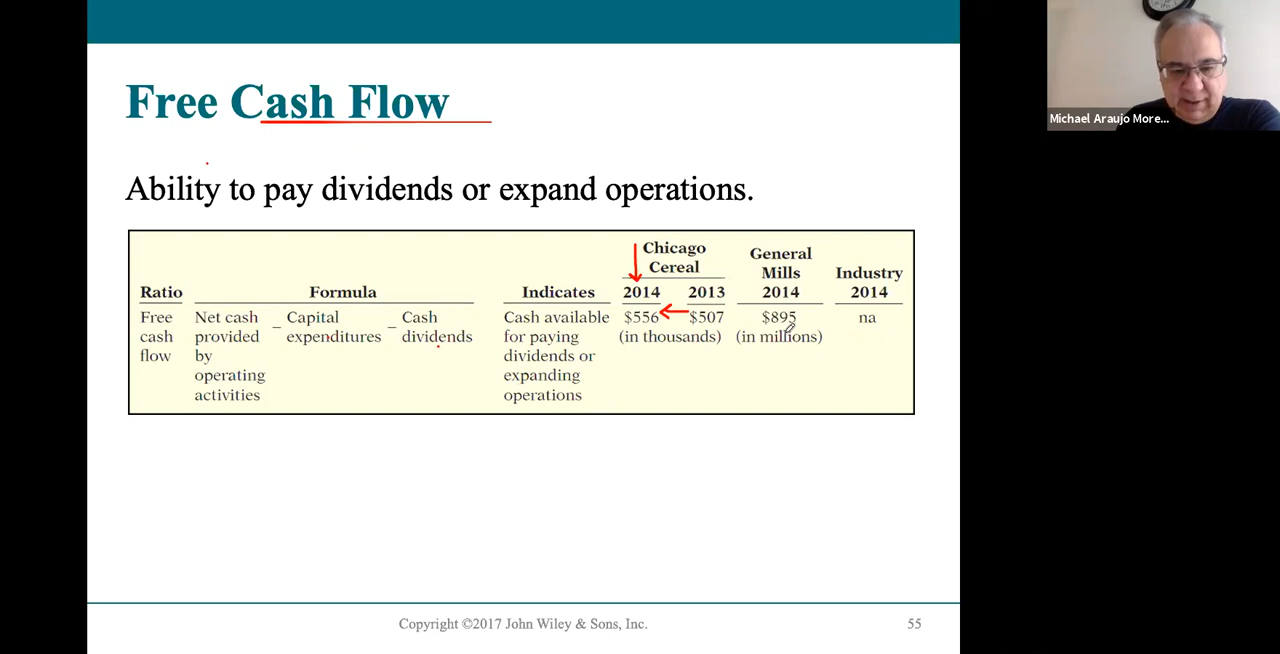 Free Cash Flow
Michael Araujo More...
Ability to pay dividends or expand operations.
Chicago
Cereal
General
Mills
2014
Industry
2014
Ratio
Formula
Indicates
2014
2013
Free
cash
flow
Net cash
provided
by
operating
activities
– Capital
expenditures
– Cash
dividends
Cash available
for paying
dividends or
expanding
operations
$556
$507
(in thousands)
$895
(in millions)
na
Copyright ©2017 John Wiley & Sons, Inc.
55